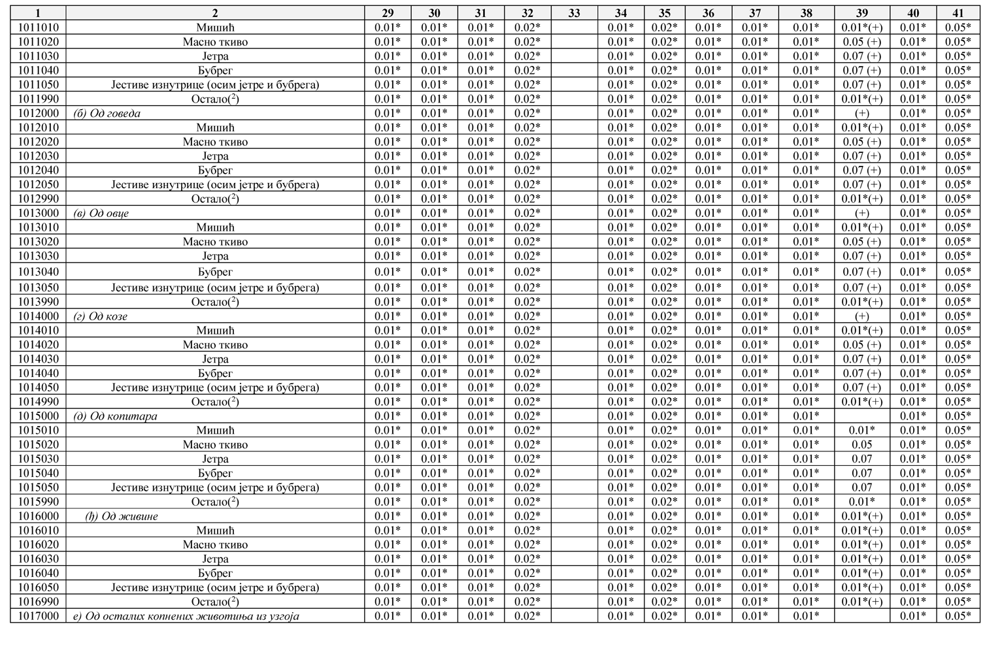 1 2 29 30 31 32 33 34 35 36 37 38 39 40 41
1011010 Мишић 0.01* 0.01* 0.01* 0.02* 0.01* 0.02* 0.01* 0.01* 0.01* 0.01*(+) 0.01* 0.05*
1011020 Масно ткиво 0.01* 0.01* 0.01* 0.02* 0.01* 0.02* 0.01* 0.01* 0.01* 0.05 (+) 0.01* 0.05*
1011030 Јетра 0.01* 0.01* 0.01* 0.02* 0.01* 0.02* 0.01* 0.01* 0.01* 0.07 (+) 0.01* 0.05*
1011040 Бубрег 0.01* 0.01* 0.01* 0.02* 0.01* 0.02* 0.01* 0.01* 0.01* 0.07 (+) 0.01* 0.05*
1011050 Јестиве изнутрице (осим јетре и бубрега) 0.01* 0.01* 0.01* 0.02* 0.01* 0.02* 0.01* 0.01* 0.01* 0.07 (+) 0.01* 0.05*
1011990 Остало(²) 0.01* 0.01* 0.01* 0.02* 0.01* 0.02* 0.01* 0.01* 0.01* 0.01*(+) 0.01* 0.05*
1012000 (б) Од говеда 0.01* 0.01* 0.01* 0.02* 0.01* 0.02* 0.01* 0.01* 0.01* (+) 0.01* 0.05*
1012010 Мишић 0.01* 0.01* 0.01* 0.02* 0.01* 0.02* 0.01* 0.01* 0.01* 0.01*(+) 0.01* 0.05*
1012020 Масно ткиво 0.01* 0.01* 0.01* 0.02* 0.01* 0.02* 0.01* 0.01* 0.01* 0.05 (+) 0.01* 0.05*
1012030 Јетра 0.01* 0.01* 0.01* 0.02* 0.01* 0.02* 0.01* 0.01* 0.01* 0.07 (+) 0.01* 0.05*
1012040 Бубрег 0.01* 0.01* 0.01* 0.02* 0.01* 0.02* 0.01* 0.01* 0.01* 0.07 (+) 0.01* 0.05*
1012050 Јестиве изнутрице (осим јетре и бубрега) 0.01* 0.01* 0.01* 0.02* 0.01* 0.02* 0.01* 0.01* 0.01* 0.07 (+) 0.01* 0.05*
1012990 Остало(²) 0.01* 0.01* 0.01* 0.02* 0.01* 0.02* 0.01* 0.01* 0.01* 0.01*(+) 0.01* 0.05*
1013000 (в) Од овце 0.01* 0.01* 0.01* 0.02* 0.01* 0.02* 0.01* 0.01* 0.01* (+) 0.01* 0.05*
1013010 Мишић 0.01* 0.01* 0.01* 0.02* 0.01* 0.02* 0.01* 0.01* 0.01* 0.01*(+) 0.01* 0.05*
1013020 Масно ткиво 0.01* 0.01* 0.01* 0.02* 0.01* 0.02* 0.01* 0.01* 0.01* 0.05 (+) 0.01* 0.05*
1013030 Јетра 0.01* 0.01* 0.01* 0.02* 0.01* 0.02* 0.01* 0.01* 0.01* 0.07 (+) 0.01* 0.05*
1013040 Бубрег 0.01* 0.01* 0.01* 0.02* 0.01* 0.02* 0.01* 0.01* 0.01* 0.07 (+) 0.01* 0.05*
1013050 Јестиве изнутрице (осим јетре и бубрега) 0.01* 0.01* 0.01* 0.02* 0.01* 0.02* 0.01* 0.01* 0.01* 0.07 (+) 0.01* 0.05*
1013990 Остало(²) 0.01* 0.01* 0.01* 0.02* 0.01* 0.02* 0.01* 0.01* 0.01* 0.01*(+) 0.01* 0.05*
1014000 (г) Од козе 0.01* 0.01* 0.01* 0.02* 0.01* 0.02* 0.01* 0.01* 0.01* (+) 0.01* 0.05*
1014010 Мишић 0.01* 0.01* 0.01* 0.02* 0.01* 0.02* 0.01* 0.01* 0.01* 0.01*(+) 0.01* 0.05*
1014020 Масно ткиво 0.01* 0.01* 0.01* 0.02* 0.01* 0.02* 0.01* 0.01* 0.01* 0.05 (+) 0.01* 0.05*
1014030 Јетра 0.01* 0.01* 0.01* 0.02* 0.01* 0.02* 0.01* 0.01* 0.01* 0.07 (+) 0.01* 0.05*
1014040 Бубрег 0.01* 0.01* 0.01* 0.02* 0.01* 0.02* 0.01* 0.01* 0.01* 0.07 (+) 0.01* 0.05*
1014050 Јестиве изнутрице (осим јетре и бубрега) 0.01* 0.01* 0.01* 0.02* 0.01* 0.02* 0.01* 0.01* 0.01* 0.07 (+) 0.01* 0.05*
1014990 Остало(²) 0.01* 0.01* 0.01* 0.02* 0.01* 0.02* 0.01* 0.01* 0.01* 0.01*(+) 0.01* 0.05*
1015000 (д) Од копитара 0.01* 0.01* 0.01* 0.02* 0.01* 0.02* 0.01* 0.01* 0.01* 0.01* 0.05*
1015010 Мишић 0.01* 0.01* 0.01* 0.02* 0.01* 0.02* 0.01* 0.01* 0.01* 0.01* 0.01* 0.05*
1015020 Масно ткиво 0.01* 0.01* 0.01* 0.02* 0.01* 0.02* 0.01* 0.01* 0.01* 0.05 0.01* 0.05*
1015030 Јетра 0.01* 0.01* 0.01* 0.02* 0.01* 0.02* 0.01* 0.01* 0.01* 0.07 0.01* 0.05*
1015040 Бубрег 0.01* 0.01* 0.01* 0.02* 0.01* 0.02* 0.01* 0.01* 0.01* 0.07 0.01* 0.05*
1015050 Јестиве изнутрице (осим јетре и бубрега) 0.01* 0.01* 0.01* 0.02* 0.01* 0.02* 0.01* 0.01* 0.01* 0.07 0.01* 0.05*
1015990 Остало(²) 0.01* 0.01* 0.01* 0.02* 0.01* 0.02* 0.01* 0.01* 0.01* 0.01* 0.01* 0.05*
1016000 (ђ) Од живине 0.01* 0.01* 0.01* 0.02* 0.01* 0.02* 0.01* 0.01* 0.01* 0.01*(+) 0.01* 0.05*
1016010 Мишић 0.01* 0.01* 0.01* 0.02* 0.01* 0.02* 0.01* 0.01* 0.01* 0.01*(+) 0.01* 0.05*
1016020 Масно ткиво 0.01* 0.01* 0.01* 0.02* 0.01* 0.02* 0.01* 0.01* 0.01* 0.01*(+) 0.01* 0.05*
1016030 Јетра 0.01* 0.01* 0.01* 0.02* 0.01* 0.02* 0.01* 0.01* 0.01* 0.01*(+) 0.01* 0.05*
1016040 Бубрег 0.01* 0.01* 0.01* 0.02* 0.01* 0.02* 0.01* 0.01* 0.01* 0.01*(+) 0.01* 0.05*
1016050 Јестиве изнутрице (осим јетре и бубрега) 0.01* 0.01* 0.01* 0.02* 0.01* 0.02* 0.01* 0.01* 0.01* 0.01*(+) 0.01* 0.05*
1016990 Остало(²) 0.01* 0.01* 0.01* 0.02* 0.01* 0.02* 0.01* 0.01* 0.01* 0.01*(+) 0.01* 0.05*
1017000 е) Од осталих копнених животиња из узгоја 0.01* 0.01* 0.01* 0.02* 0.01* 0.02* 0.01* 0.01* 0.01* 0.01* 0.05*